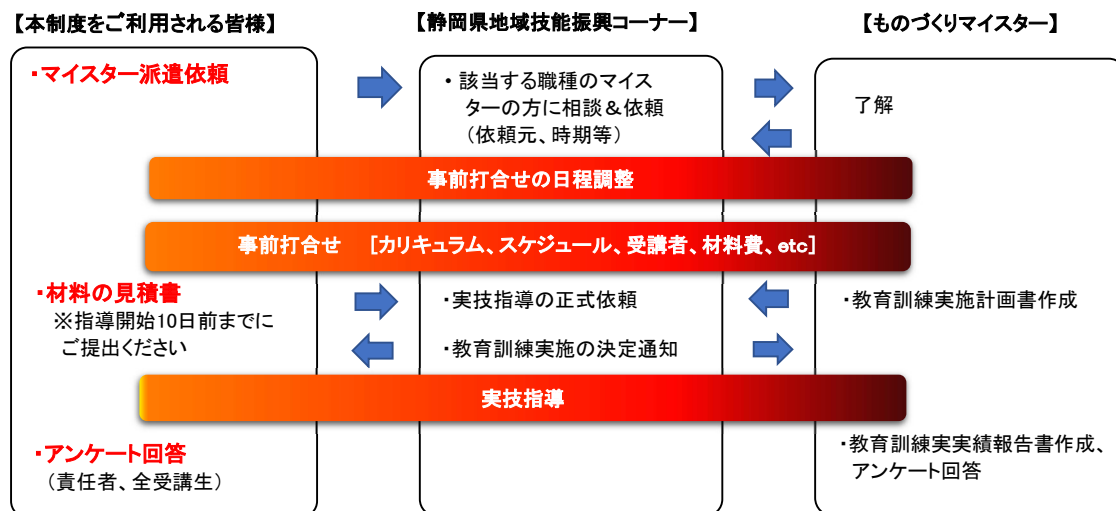 【本制度をご利用される皆様】
【静岡県地域技能振興コーナー】
【ものづくりマイスター】
・マイスター派遣依頼
・該当する職種のマイス
ターの方に相談＆依頼
（依頼元、時期等）
了解
事前打合せの日程調整
事前打合せ ［カリキュラム、スケジュール、受講者、材料費、etc］
・材料の見積書
※指導開始10日前までに
ご提出ください
・実技指導の正式依頼
・教育訓練実施の決定通知
・教育訓練実施計画書作成
実技指導
・アンケート回答
（責任者、全受講生）
・教育訓練実実績報告書作成、
アンケート回答